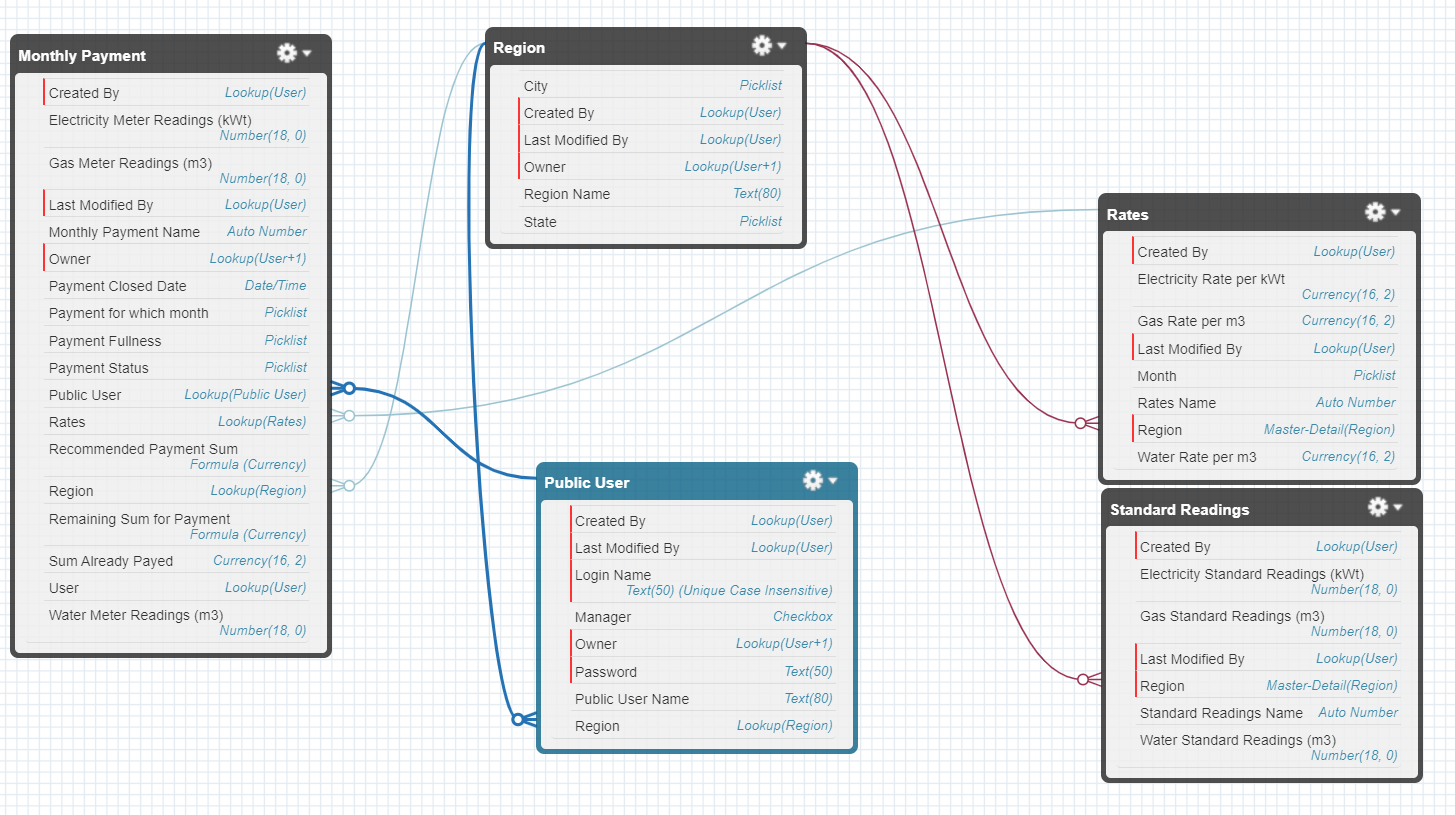 Monthly Payment
Created By Lookup(User)
Electricity Meter Readings (kWt)
Number(18, 0)
Gas Meter Readings (m3)
Number(18, 0)
Last Modified By Lookup(User)
Monthly Payment Name Auto Number
Owner Lookup(User+1)
Payment Closed Date Date/Time
Payment for which month Picklist
Payment Fullness Picklist
Payment Status Picklist
Public User Lookup(Public User)
Rates Lookup(Rates)
Recommended Payment Sum
Formula (Currency)
Region Lookup(Region)
Remaining Sum for Payment
Formula (Currency)
Sum Already Payed Currency(16, 2)
User Lookup(User)
Water Meter Readings (m3)
Number(18, 0)
Region
City Picklist
Created By Lookup(User)
Last Modified By Lookup(User)
Owner Lookup(User+1)
Region Name Text(80)
State Picklist
Public User
Created By Lookup(User)
Last Modified By Lookup(User)
Login Name
Text(50) (Unique Case Insensitive)
Manager Checkbox
Owner Lookup(User+1)
Password Text(50)
Public User Name Text(80)
Region Lookup(Region)
Rates
Created By Lookup(User)
Electricity Rate per kWt
Currency(16, 2)
Gas Rate per m3 Currency(16, 2)
Last Modified By Lookup(User)
Month Picklist
Rates Name Auto Number
Region Master-Detail(Region)
Water Rate per m3 Currency(16, 2)
Standard Readings
Created By Lookup(User)
Electricity Standard Readings (kWt)
Number(18, 0)
Gas Standard Readings (m3)
Number(18, 0)
Last Modified By Lookup(User)
Region Master-Detail(Region)
Standard Readings Name Auto Number
Water Standard Readings (m3)
Number(18, 0)